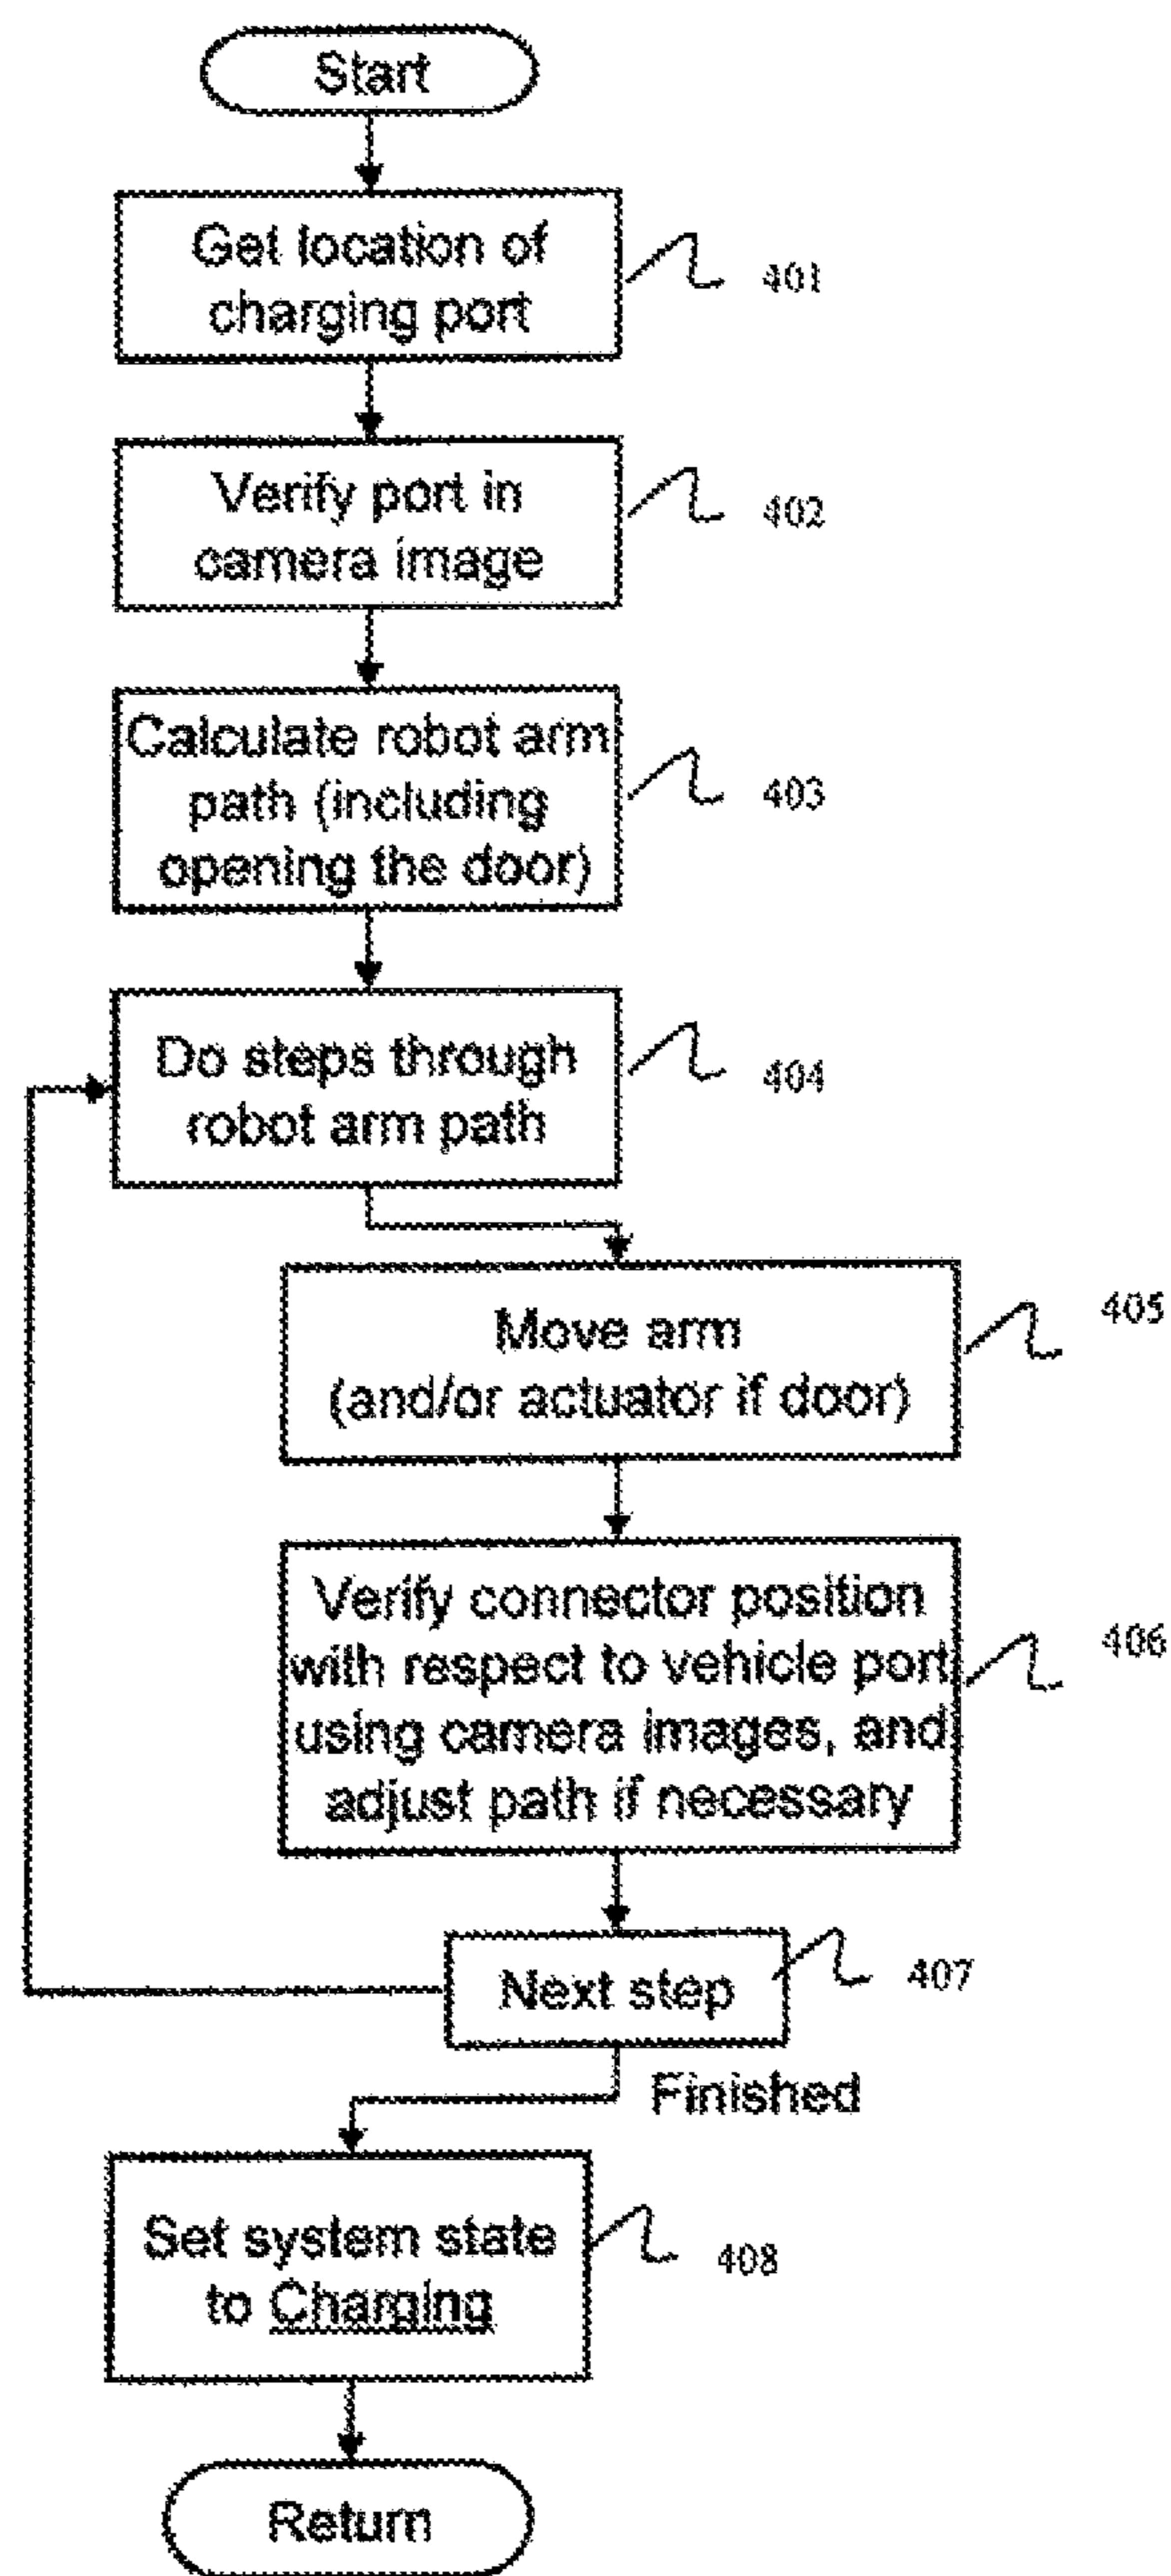 Start
Get location of
charging port
401
Verify port in
camera image
402
Calculate robot arm
path (including
opening the door)
403
Do steps through
robot arm path
404
Move arm
(and/or actuator if door)
405
Verify connector position
with respect to vehicle port
using camera images, and
adjust path if necessary
406
Next step
407
Finished
Set system state
to Charging
408
Return